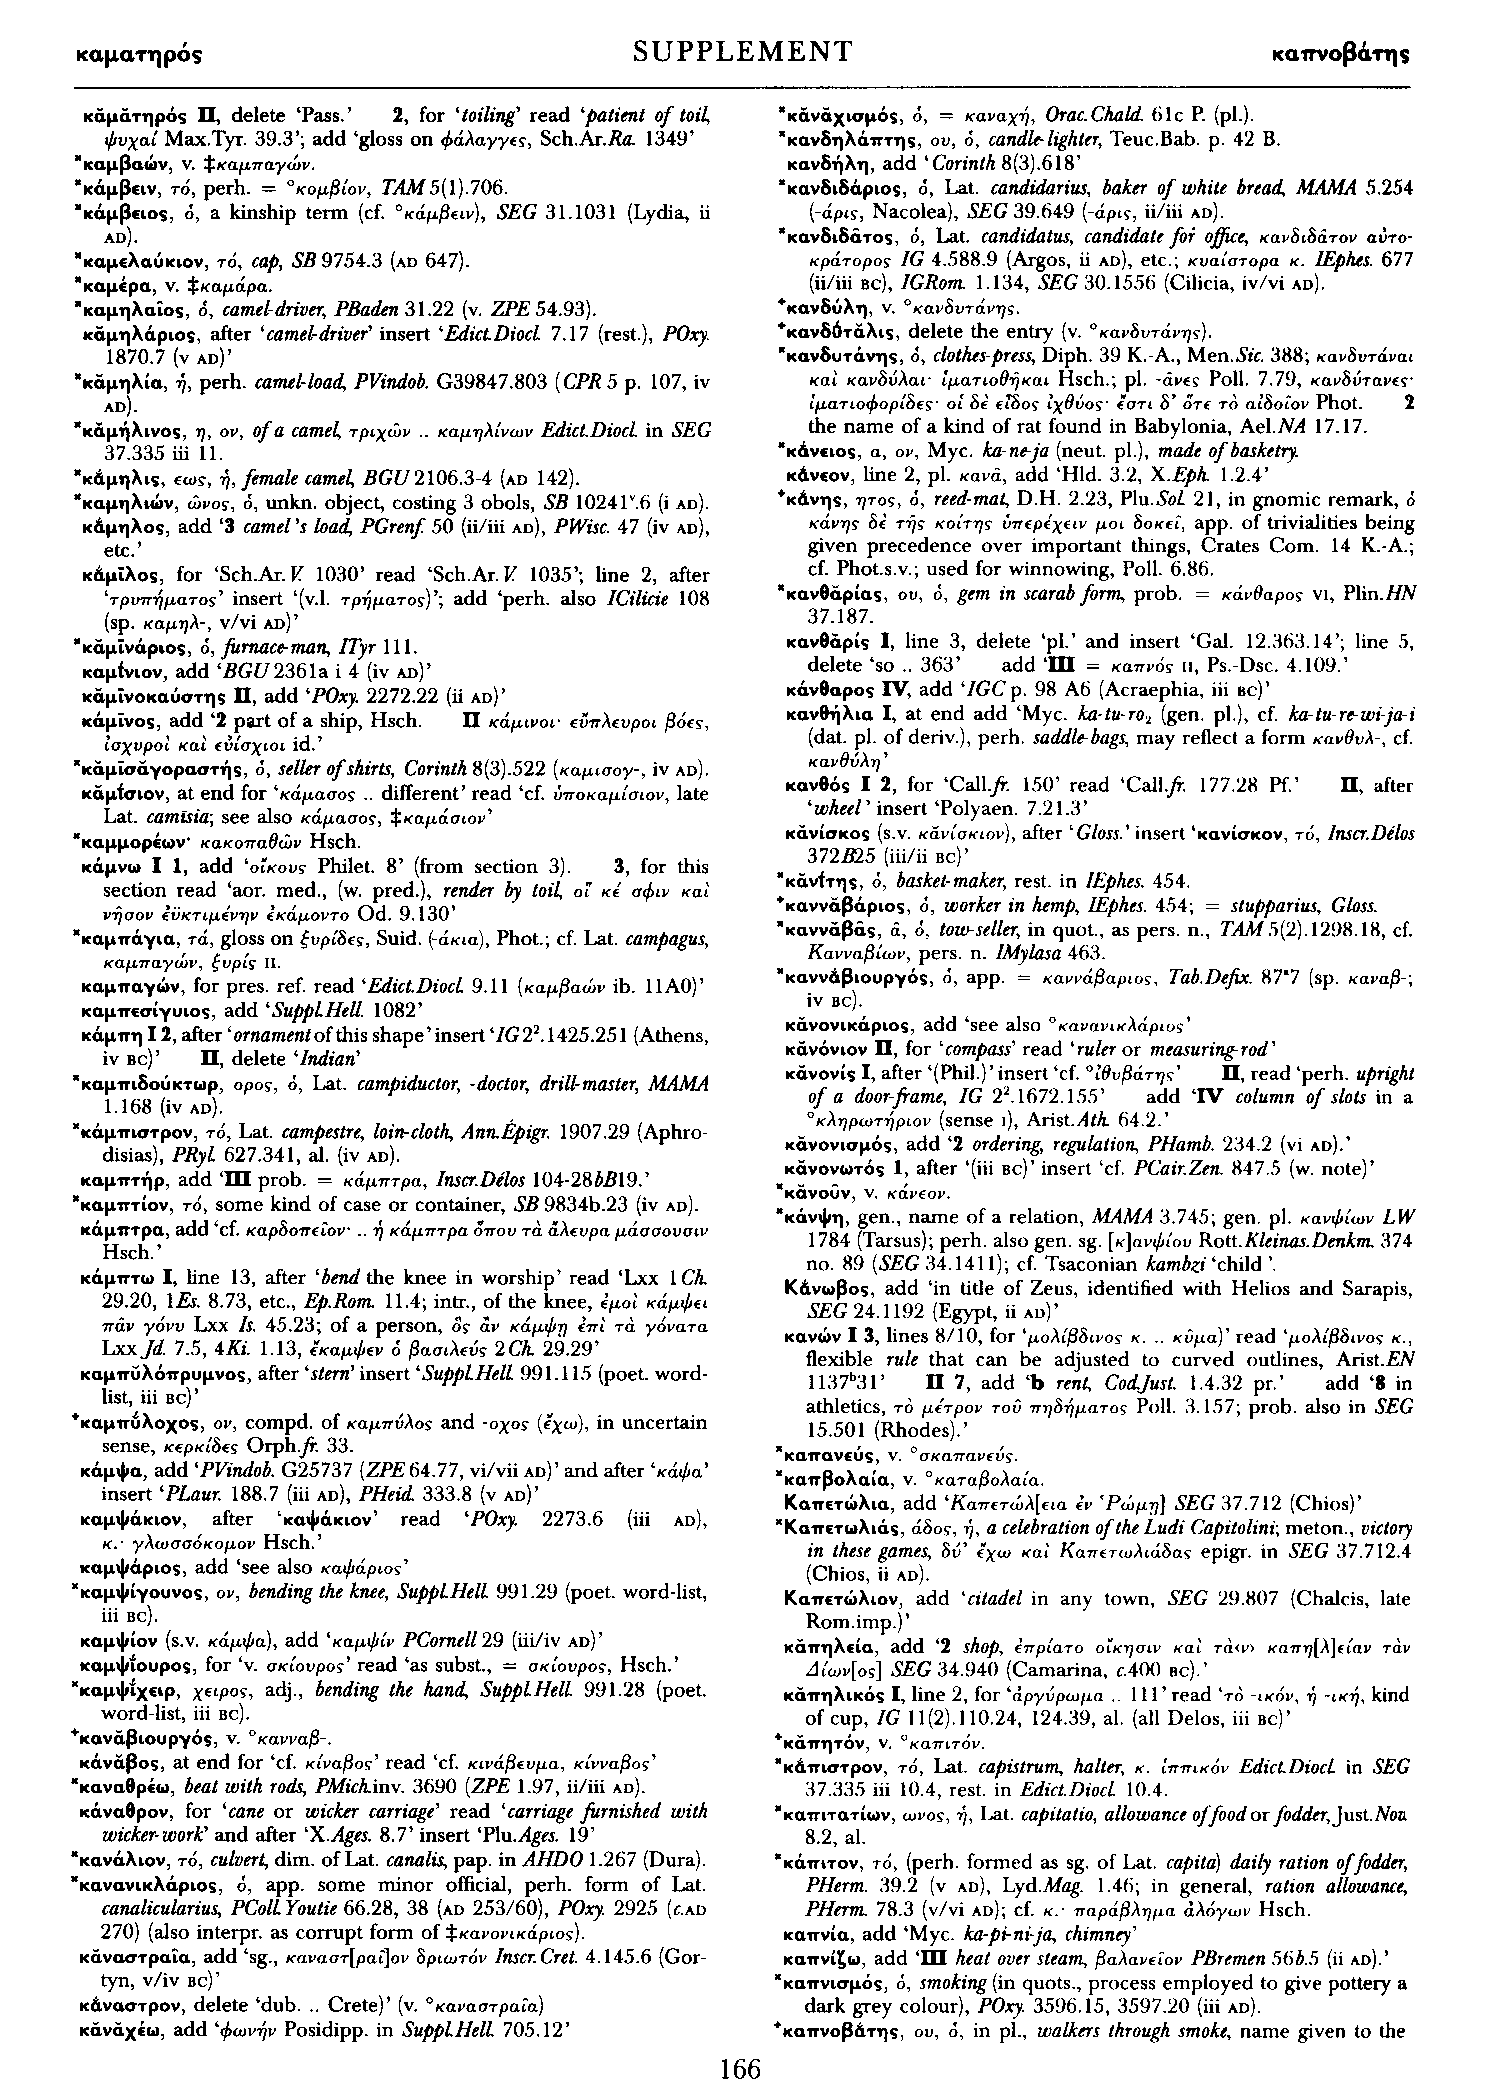 καματηρός SUPPLEMENT καπνοβάτης
κᾰμᾰτηρός II, delete ‘Pass.’ 2, for ‘toiling’ read ‘patient of toil,
ψυχαί Max.Tyr. 39.3’; add ‘gloss on φάλαγγες, Sch.Ar.Ra. 1349’
*καμβαών, v. ‡καμπαγών.
*κάμβειν, τό, perh. = °κομβίον, TAM 5(1).706.
*κάμβειος, ὁ, a kinship term (cf. °κάμβειν), SEG 31.1031 (Lydia, ii
AD).
*καμελαύκιον, τό, cap, SB 9754.3 (AD 647).
*καμέρα, v. ‡καμάρα.
*καμηλαῖος, ὁ, camel-driver, PBaden 31.22 (v. ZPE 54.93).
κᾰμηλάριος, after ‘camel-driver’ insert ‘Edict.Diocl. 7.17 (rest.), POxy.
1870.7 (v AD)’
*κᾰμηλία, ἡ, perh. camel-load, PVindob. G39847.803 (CPR 5 p. 107, iv
AD).
*κᾰμήλινος, η, ον, of a camel, τριχῶν .. καμηλίνων Edict.Diocl. in SEG
37.335 iii 11.
*κάμηλις, εως, ἡ, female camel, BGU 2106.3-4 (AD 142).
*καμηλιών, ῶνος, ὁ, unkn. object, costing 3 obols, SB 10241ᵛ.6 (i AD).
κάμηλος, add ‘3 camel’s load, PGrenf. 50 (ii/iii AD), PWisc. 47 (iv AD),
etc.’
κάμῑλος, for ‘Sch.Ar.V. 1030’ read ‘Sch.Ar.V. 1035’; line 2, after
‘τρυπήματος’ insert ‘(v.l. τρήματος)’; add ‘perh. also ICilicie 108
(sp. καμηλ-, v/vi AD)’
*κᾰμῑνάριος, ὁ, furnace-man, ITyr 111.
καμίνιον, add ‘BGU 2361a i 4 (iv AD)’
κᾰμῑνοκαύστης II, add ‘POxy. 2272.22 (ii AD)’
κάμῑνος, add ‘2 part of a ship, Hsch. II κάμινοι· εὔπλευροι βόες,
ἰσχυροὶ καὶ εὐίσχιοι id.’
*κᾰμῑσᾰγοραστής, ὁ, seller of shirts, Corinth 8(3).522 (καμισογ-, iv AD).
κᾰμίσιον, at end for ‘κάμασος .. different’ read ‘cf. ὑποκαμίσιον, late
Lat. camisia; see also κάμασος, ‡καμάσιον’
*καμμορέων· κακοπαθῶν Hsch.
κάμνω I 1, add ‘οἴκους Philet. 8’ (from section 3). 3, for this
section read ‘aor. med., (w. pred.), render by toil, οἵ κέ σφιν καὶ
νῆσον ἐϋκτιμένην ἐκάμοντο Od. 9.130’
*καμπάγια, τά, gloss on ξυρίδες, Suid. (-άκια), Phot.; cf. Lat. campagus,
καμπαγών, ξυρίς II.
καμπαγών, for pres. ref. read ‘Edict.Diocl. 9.11 (καμβαών ib. 11A0)’
καμπεσίγυιος, add ‘Suppl.Hell. 1082’
κάμπη I 2, after ‘ornament of this shape’ insert ‘IG 2².1425.251 (Athens,
iv BC)’ II, delete ‘Indian’
*καμπιδούκτωρ, ορος, ὁ, Lat. campiductor, -doctor, drill-master, MAMA
1.168 (iv AD).
*κάμπιστρον, τό, Lat. campestre, loin-cloth, Ann.Épigr. 1907.29 (Aphro-
disias), PRyl. 627.341, al. (iv AD).
καμπτήρ, add ‘III prob. = κάμπτρα, Inscr.Délos 104-28bB19.’
*καμπτίον, τό, some kind of case or container, SB 9834b.23 (iv AD).
κάμπτρα, add ‘cf. καρδοπεῖον· .. ἡ κάμπτρα ὅπου τὰ ἄλευρα μάσσουσιν
Hsch.’
κάμπτω I, line 13, after ‘bend the knee in worship’ read ‘LXX 1 Ch.
29.20, 1Es. 8.73, etc., Ep.Rom. 11.4; intr., of the knee, ἐμοὶ κάμψει
πᾶν γόνυ LXX Is. 45.23; of a person, ὃς ἂν κάμψῃ ἐπὶ τὰ γόνατα
LXX Jd. 7.5, 4Ki. 1.13, ἔκαμψεν ὁ βασιλεύς 2 Ch. 29.29’
καμπῠλόπρυμνος, after ‘stern’ insert ‘Suppl.Hell. 991.115 (poet. word-
list, iii BC)’
⁺καμπύλοχος, ον, compd. of καμπύλος and -οχος (ἔχω), in uncertain
sense, κερκίδες Orph.fr. 33.
κάμψα, add ‘PVindob. G25737 (ZPE 64.77, vi/vii AD)’ and after ‘κάψα’
insert ‘PLaur. 188.7 (iii AD), PHeid. 333.8 (v AD)’
καμψάκιον, after ‘καψάκιον’ read ‘POxy. 2273.6 (iii AD),
κ.· γλωσσόκομον Hsch.’
καμψάριος, add ‘see also καψάριος’
*καμψίγουνος, ον, bending the knee, Suppl.Hell. 991.29 (poet. word-list,
iii BC).
καμψίον (s.v. κάμψα), add ‘καμψίν PCornell 29 (iii/iv AD)’
καμψίουρος, for ‘v. σκίουρος’ read ‘as subst., = σκίουρος, Hsch.’
*καμψίχειρ, χειρος, adj., bending the hand, Suppl.Hell. 991.28 (poet.
word-list, iii BC).
⁺κανᾰβιουργός, v. °κανναβ-.
κάνᾰβος, at end for ‘cf. κίναβος’ read ‘cf. κινάβευμα, κίνναβος’
*καναθρέω, beat with rods, PMich.inv. 3690 (ZPE 1.97, ii/iii AD).
κάναθρον, for ‘cane or wicker carriage’ read ‘carriage furnished with
wicker-work’ and after ‘X.Ages. 8.7’ insert ‘Plu.Ages. 19’
*κανάλιον, τό, culvert, dim. of Lat. canalis, pap. in AHDO 1.267 (Dura).
*κανανικλάριος, ὁ, app. some minor official, perh. form of Lat.
canalicularius, PColl.Youtie 66.28, 38 (AD 253/60), POxy. 2925 (c.AD
270) (also interpr. as corrupt form of ‡κανονικάριος).
κᾰναστραῖα, add ‘sg., καναστ[ραῖ]ον δριωτόν Inscr.Cret. 4.145.6 (Gor-
tyn, v/iv BC)’
κάναστρον, delete ‘dub. .. Crete)’ (v. °καναστραῖα)
κᾰνᾰχέω, add ‘φωνήν Posidipp. in Suppl.Hell. 705.12’
*κᾰνᾰχισμός, ὁ, = καναχή, Orac.Chald. 61c P. (pl.).
*κανδηλάπτης, ου, ὁ, candle-lighter, Teuc.Bab. p. 42 B.
κανδήλη, add ‘Corinth 8(3).618’
*κανδιδάριος, ὁ, Lat. candidarius, baker of white bread, MAMA 5.254
(-άρις, Nacolea), SEG 39.649 (-άρις, ii/iii AD).
*κανδιδᾶτος, ὁ, Lat. candidatus, candidate for office, κανδιδᾶτον αὐτο-
κράτορος IG 4.588.9 (Argos, ii AD), etc.; κυαίστορα κ. IEphes. 677
(ii/iii BC), IGRom. 1.134, SEG 30.1556 (Cilicia, iv/vi AD).
⁺κανδύλη, v. °κανδυτάνης.
⁺κανδύτᾰλις, delete the entry (v. °κανδυτάνης).
*κανδυτάνης, ὁ, clothes-press, Diph. 39 K.-A., Men.Sic. 388; κανδυτάναι
καὶ κανδύλαι· ἱματιοθῆκαι Hsch.; pl. -ᾶνες Poll. 7.79, κανδύτανες·
ἱματιοφορίδες· οἱ δὲ εἶδος ἰχθύος· ἔστι δ’ ὅτε τὸ αἰδοῖον Phot. 2
the name of a kind of rat found in Babylonia, Ael.NA 17.17.
*κάνειος, α, ον, Myc. ka-ne-ja (neut. pl.), made of basketry.
κάνεον, line 2, pl. κανᾶ, add ‘Hld. 3.2, X.Eph. 1.2.4’
⁺κάνης, ητος, ὁ, reed-mat, D.H. 2.23, Plu.Sol. 21, in gnomic remark, ὁ
κάνης δὲ τῆς κοίτης ὑπερέχειν μοι δοκεῖ, app. of trivialities being
given precedence over important things, Crates Com. 14 K.-A.;
cf. Phot.s.v.; used for winnowing, Poll. 6.86.
*κανθᾰρίας, ου, ὁ, gem in scarab form, prob. = κάνθαρος VI, Plin.HN
37.187.
κανθᾰρίς I, line 3, delete ‘pl.’ and insert ‘Gal. 12.363.14’; line 5,
delete ‘so .. 363’ add ‘III = καπνός II, Ps.-Dsc. 4.109.’
κάνθαρος IV, add ‘IGC p. 98 A6 (Acraephia, iii BC)’
κανθήλια I, at end add ‘Myc. ka-tu-ro₂ (gen. pl.), cf. ka-tu-re-wi-ja-i
(dat. pl. of deriv.), perh. saddle-bags, may reflect a form κανθυλ-, cf.
κανθύλη’
κανθός I 2, for ‘Call.fr. 150’ read ‘Call.fr. 177.28 Pf.’ II, after
‘wheel’ insert ‘Polyaen. 7.21.3’
κᾰνίσκος (s.v. κᾰνίσκιον), after ‘Gloss.’ insert ‘κανίσκον, τό, Inscr.Délos
372B25 (iii/ii BC)’
*κᾰνίτης, ὁ, basket-maker, rest. in IEphes. 454.
⁺καννᾰβάριος, ὁ, worker in hemp, IEphes. 454; = stupparius, Gloss.
*κανναβᾶς, ᾶ, ὁ, tow-seller, in quot., as pers. n., TAM 5(2).1298.18, cf.
Κανναβίων, pers. n. IMylasa 463.
*καννάβιουργός, ὁ, app. = καννάβαριος, Tab.Defix. 87ᵃ7 (sp. καναβ-;
iv BC).
κᾰνονικάριος, add ‘see also °κανανικλάριος’
κᾰνόνιον II, for ‘compass’ read ‘ruler or measuring-rod’
κᾰνονίς I, after ‘(Phil.)’ insert ‘cf. °ἰθυβάτης’ II, read ‘perh. upright
of a door-frame, IG 2².1672.155’ add ‘IV column of slots in a
°κληρωτήριον (sense I), Arist.Ath. 64.2.’
κᾰνονισμός, add ‘2 ordering, regulation, PHamb. 234.2 (vi AD).’
κᾰνονωτός 1, after ‘(iii BC)’ insert ‘cf. PCair.Zen. 847.5 (w. note)’
*κᾰνοῦν, v. κάνεον.
*κάνψη, gen., name of a relation, MAMA 3.745; gen. pl. κανψίων LW
1784 (Tarsus); perh. also gen. sg. [κ]ανψίου Rott.Kleinas.Denkm. 374
no. 89 (SEG 34.1411); cf. Tsaconian kambzi ‘child’.
Κάνωβος, add ‘in title of Zeus, identified with Helios and Sarapis,
SEG 24.1192 (Egypt, ii AD)’
κανών I 3, lines 8/10, for ‘μολίβδινος κ. .. κῦμα)’ read ‘μολίβδινος κ.,
flexible rule that can be adjusted to curved outlines, Arist.EN
1137ᵇ31’ II 7, add ‘b rent, Cod.Just. 1.4.32 pr.’ add ‘8 in
athletics, τὸ μέτρον τοῦ πηδήματος Poll. 3.157; prob. also in SEG
15.501 (Rhodes).’
*καπανεύς, v. °σκαπανεύς.
*καπβολαία, v. °καταβολαία.
Καπετώλια, add ‘Καπετώλ[εια ἐν Ῥώμῃ] SEG 37.712 (Chios)’
*Καπετωλιάς, άδος, ἡ, a celebration of the Ludi Capitolini; meton., victory
in these games, δύ’ ἔχω καὶ Καπετωλιάδας epigr. in SEG 37.712.4
(Chios, ii AD).
Καπετώλιον, add ‘citadel in any town, SEG 29.807 (Chalcis, late
Rom.imp.)’
κᾰπηλεία, add ‘2 shop, ἐπρίατο οἴκησιν καὶ τὰ‹ν› καπη[λ]είαν τὰν
Δίων[ος] SEG 34.940 (Camarina, c.400 BC).’
κᾰπηλικός I, line 2, for ‘ἀργύρωμα .. 111’ read ‘τὸ -ικόν, ἡ -ική, kind
of cup, IG 11(2).110.24, 124.39, al. (all Delos, iii BC)’
⁺κᾰπητόν, v. °καπιτόν.
*κάπιστρον, τό, Lat. capistrum, halter, κ. ἱππικόν Edict.Diocl. in SEG
37.335 iii 10.4, rest. in Edict.Diocl. 10.4.
*καπιτατίων, ωνος, ἡ, Lat. capitatio, allowance of food or fodder, Just.Nov.
8.2, al.
*κάπιτον, τό, (perh. formed as sg. of Lat. capita) daily ration of fodder,
PHerm. 39.2 (v AD), Lyd.Mag. 1.46; in general, ration allowance,
PHerm. 78.3 (v/vi AD); cf. κ.· παράβλημα ἀλόγων Hsch.
καπνία, add ‘Myc. ka-pi-ni-ja, chimney’
καπνίζω, add ‘III heat over steam, βαλανεῖον PBremen 56b.5 (ii AD).’
*καπνισμός, ὁ, smoking (in quots., process employed to give pottery a
dark grey colour), POxy. 3596.15, 3597.20 (iii AD).
⁺καπνοβάτης, ου, ὁ, in pl., walkers through smoke, name given to the
166